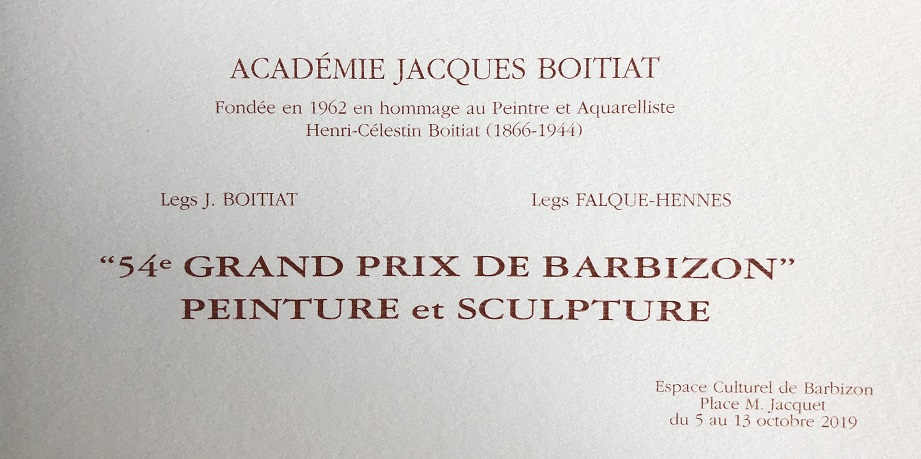 ACADÉMIE JACQUES BOITIAT
Fondée en 1962 en hommage au Peintre et Aquarelliste
Henri-Célestin Boitiat (1866-1944)
Legs J. BOITIAT
Legs FALQUE-HENNES
“54e GRAND PRIX DE BARBIZON”
PEINTURE et SCULPTURE
Espace Culturel de Barbizon
Place M. Jacquet
du 5 au 13 octobre 2019